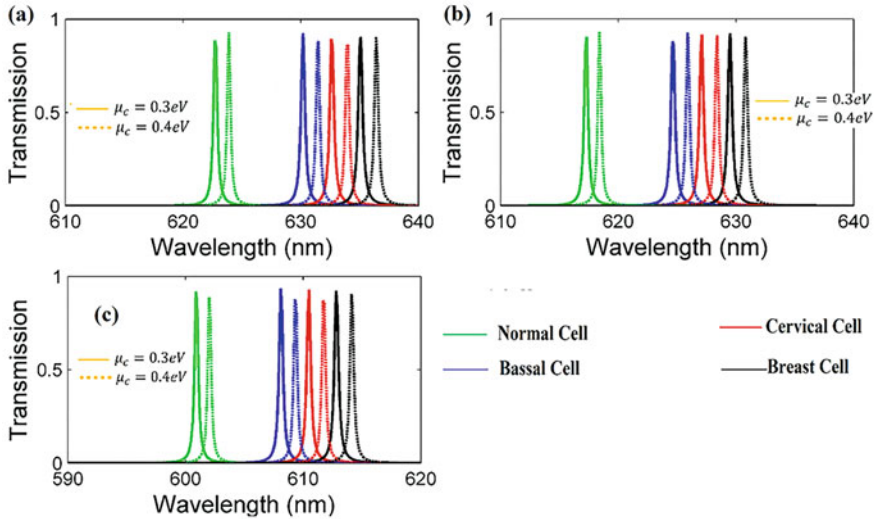 (a)
1
Transmission
0.5
0
μc = 0.3eV
μc = 0.4eV
610 620 630 640
Wavelength (nm)
(b)
1
Transmission
0.5
0
μc = 0.3eV
μc = 0.4eV
610 620 630 640
Wavelength (nm)
(c)
1
Transmission
0.5
0
μc = 0.3eV
μc = 0.4eV
590 600 610 620
Wavelength (nm)
Normal Cell
Cervical Cell
Bassal Cell
Breast Cell